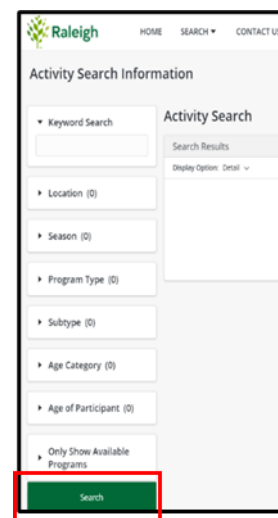 Raleigh HOME SEARCH ▾ CONTACT U
Activity Search Information
▾ Keyword Search
Activity Search
Search Results
Display Option: Detail
▸ Location (0)
▸ Season (0)
▸ Program Type (0)
▸ Subtype (0)
▸ Age Category (0)
▸ Age of Participant (0)
▸ Only Show Available
Programs
Search